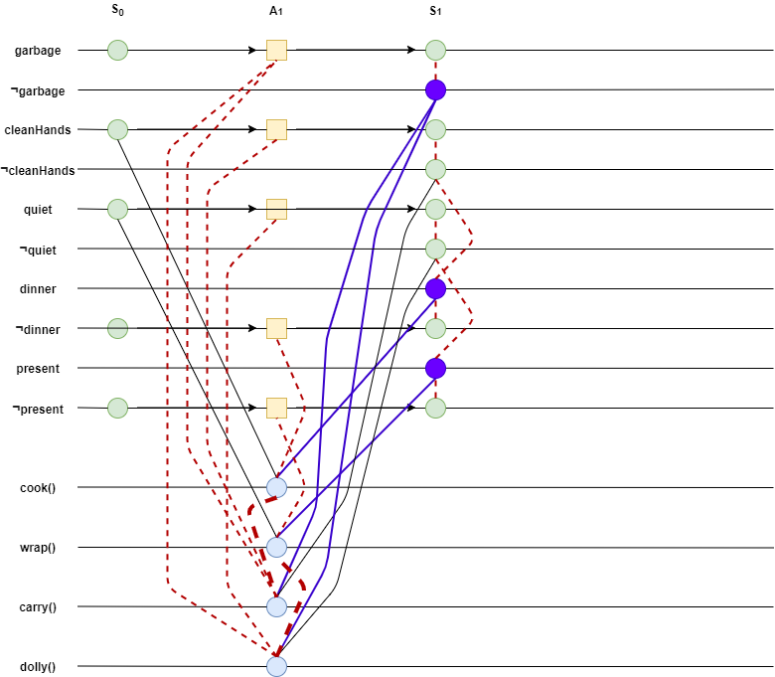 S₀ A₁ S₁
garbage
¬garbage
cleanHands
¬cleanHands
quiet
¬quiet
dinner
¬dinner
present
¬present
cook()
wrap()
carry()
dolly()